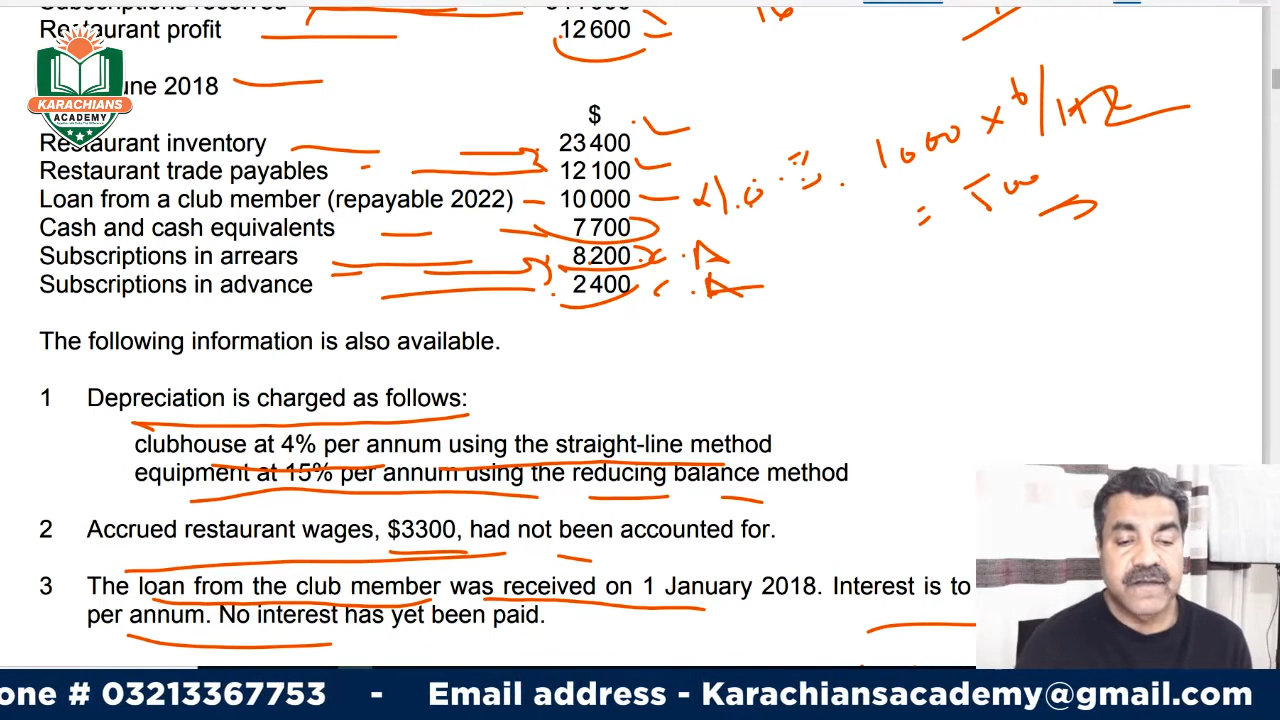 Subscriptions received
Restaurant profit 12 600
une 2018
KARACHIANS
ACADEMY
$
Restaurant inventory 23 400
Restaurant trade payables 12 100
Loan from a club member (repayable 2022) 10 000
Cash and cash equivalents 7 700
Subscriptions in arrears 8 200 C.A
Subscriptions in advance 2 400 C.
1000 x 6/12
= 500
The following information is also available.
1 Depreciation is charged as follows:
clubhouse at 4% per annum using the straight-line method
equipment at 15% per annum using the reducing balance method
2 Accrued restaurant wages, $3300, had not been accounted for.
3 The loan from the club member was received on 1 January 2018. Interest is to
per annum. No interest has yet been paid.
one # 03213367753 - Email address - Karachiansacademy@gmail.com